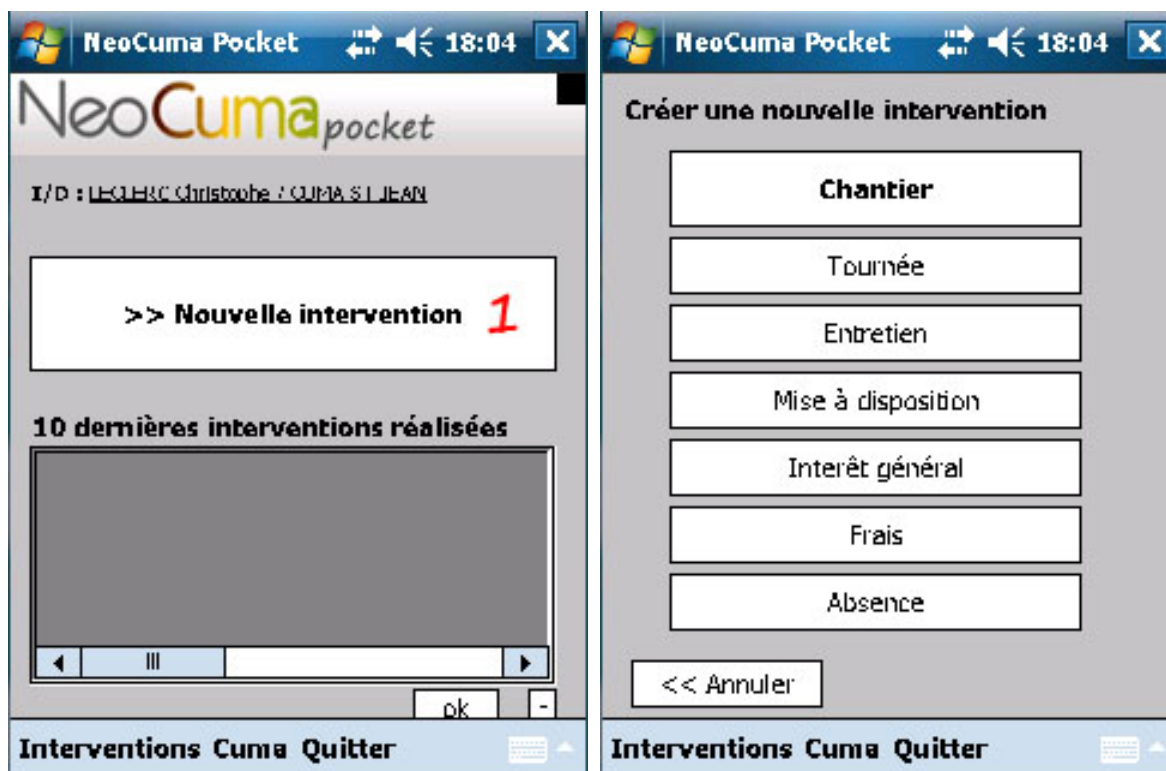 NeoCuma Pocket 18:04
NeoCuma pocket
I/D : LECLERC Christophe / CUMA ST JEAN
>> Nouvelle intervention 1
10 dernières interventions réalisées
ok -
Interventions Cuma Quitter
NeoCuma Pocket 18:04
Créer une nouvelle intervention
Chantier
Tournée
Entretien
Mise à disposition
Interêt général
Frais
Absence
<< Annuler
Interventions Cuma Quitter